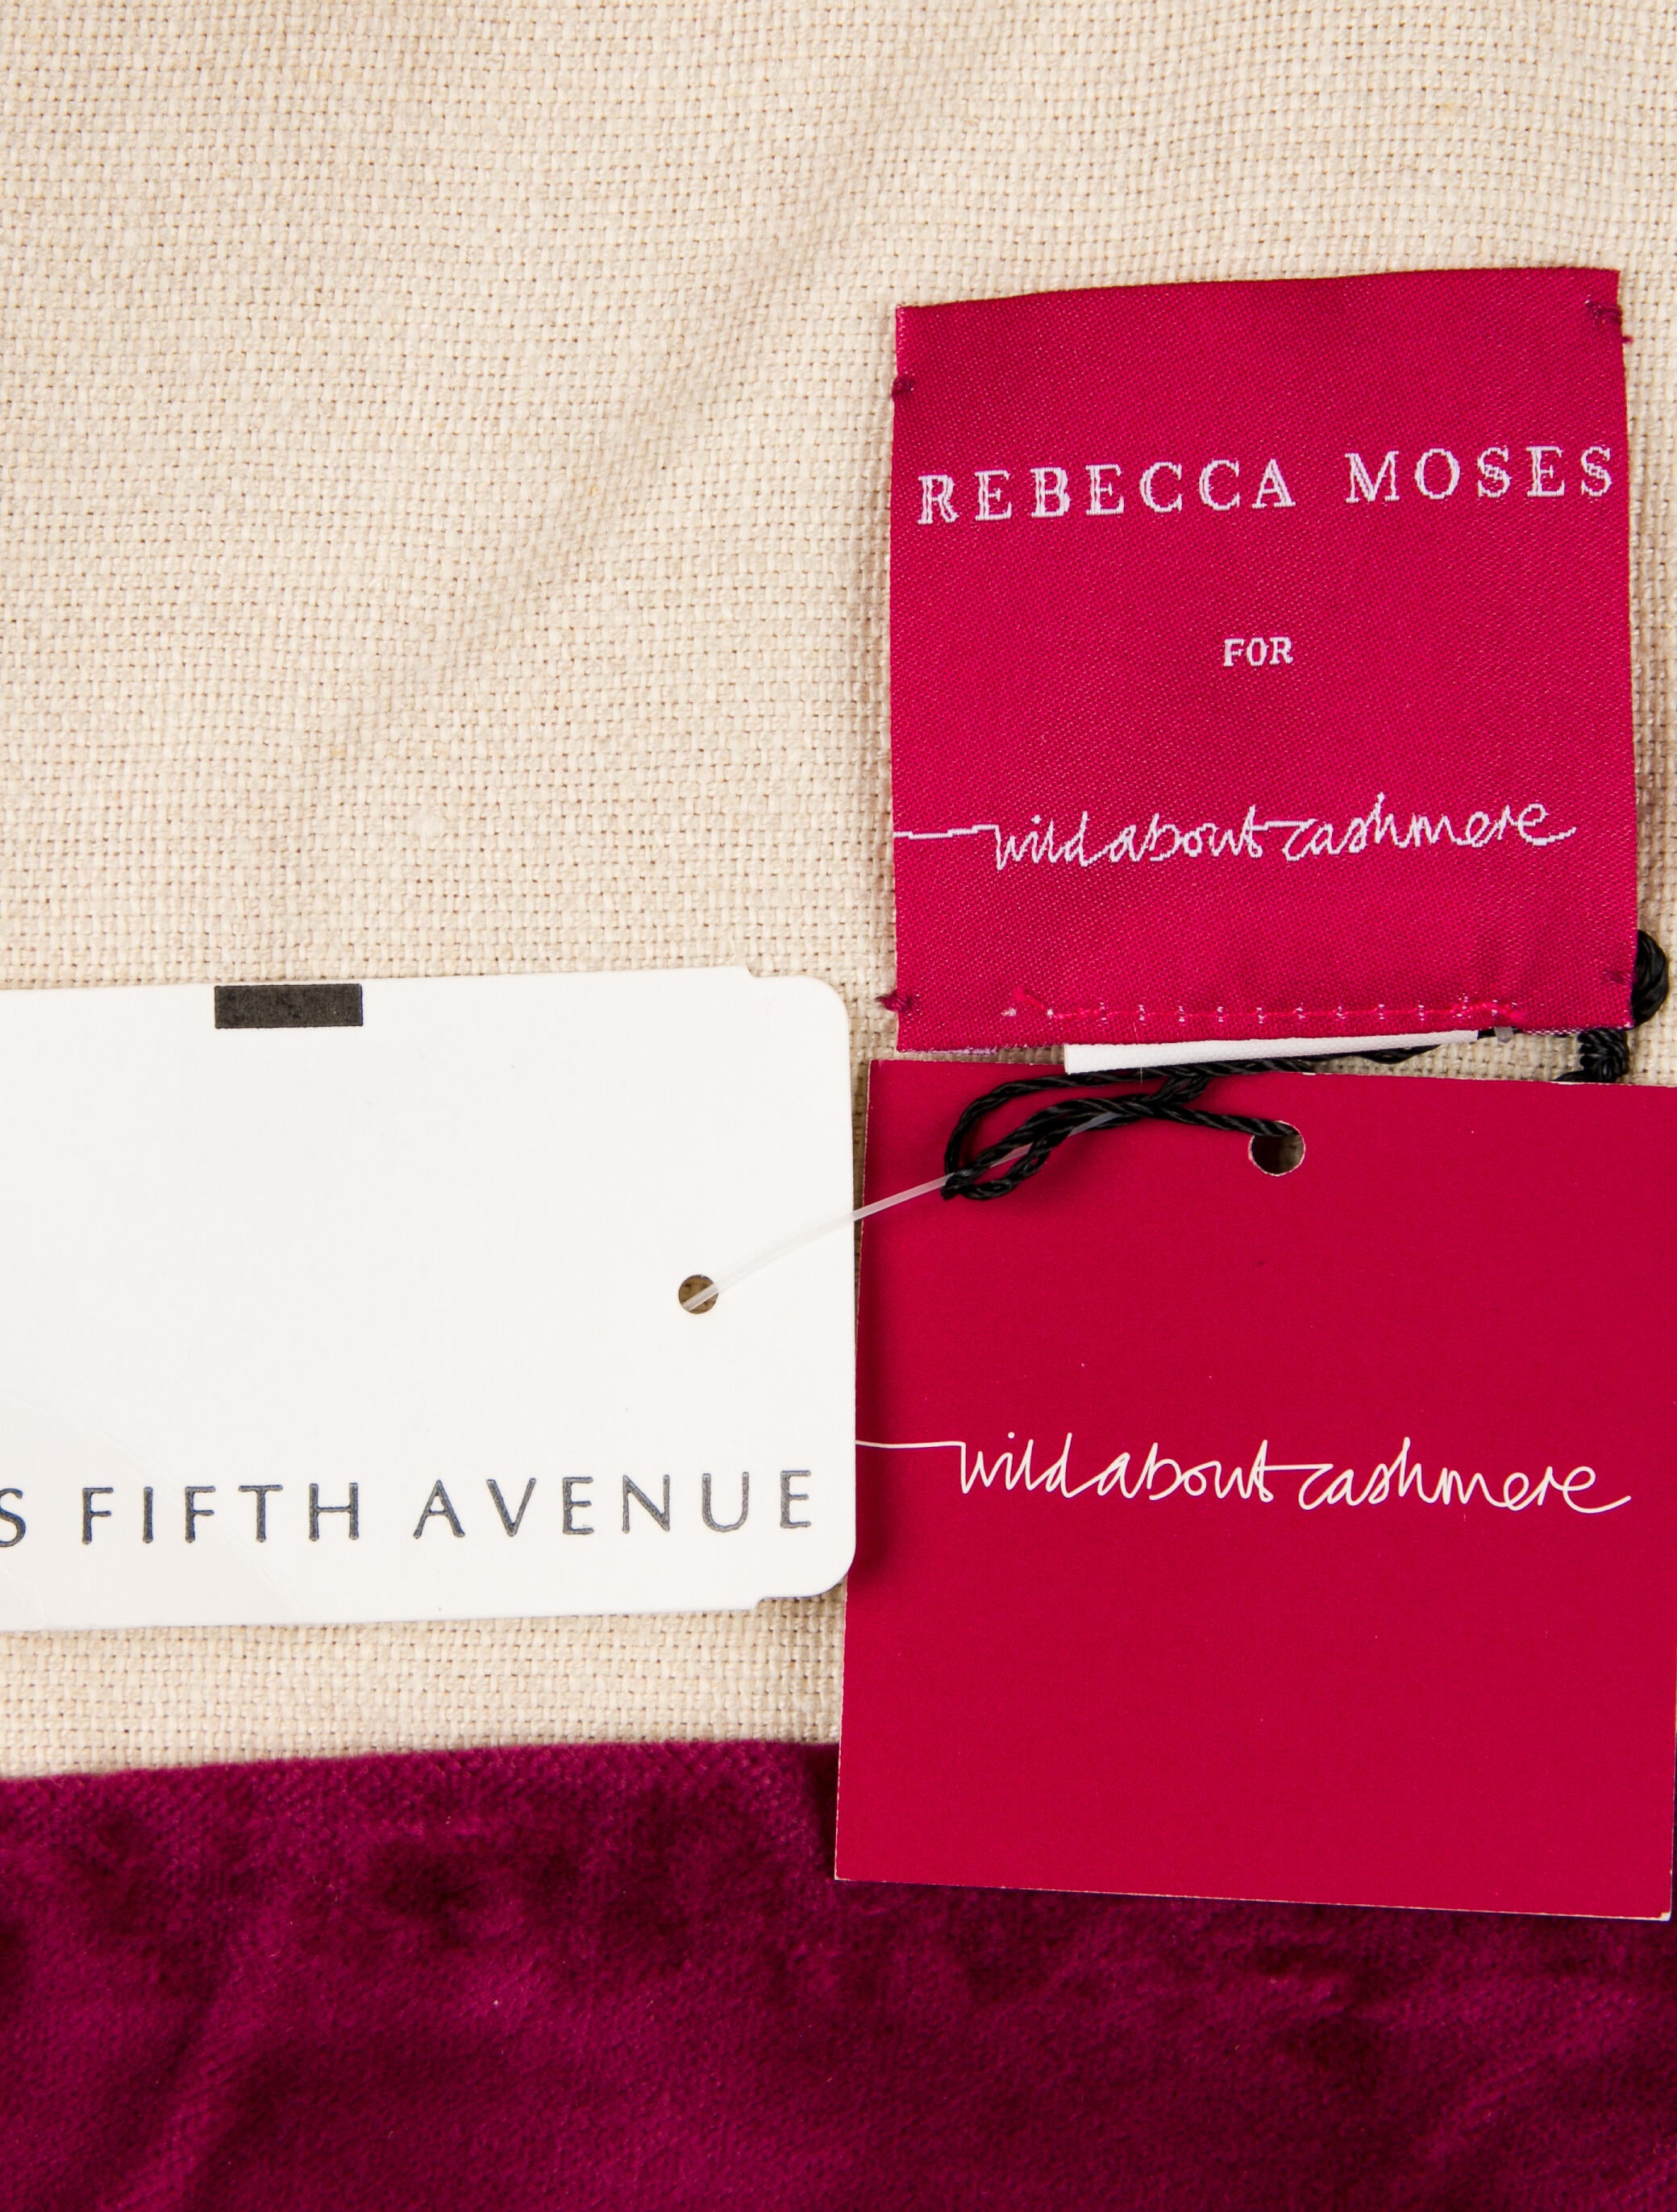 REBECCA MOSES
FOR
wildaboutcashmere
S FIFTH AVENUE
wildaboutcashmere